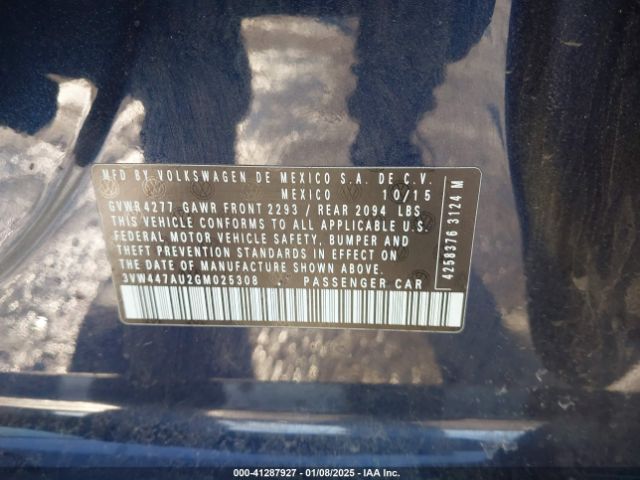 MFD BY VOLKSWAGEN DE MEXICO S.A. DE C.V.
MEXICO 10/15
GVWR 4277 GAWR FRONT 2293 / REAR 2094 LBS
THIS VEHICLE CONFORMS TO ALL APPLICABLE U.S.
FEDERAL MOTOR VEHICLE SAFETY, BUMPER AND
THEFT PREVENTION STANDARDS IN EFFECT ON
THE DATE OF MANUFACTURE SHOWN ABOVE.
3VW447AU2GM025308 PASSENGER CAR
4258376 3124 M
000-41287927 - 01/08/2025 - IAA Inc.